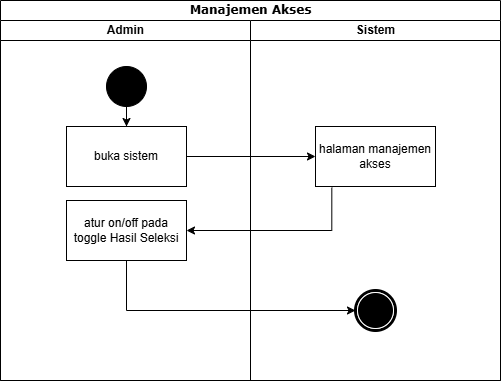 Manajemen Akses
Admin
Sistem
buka sistem
halaman manajemen
akses
atur on/off pada
toggle Hasil Seleksi